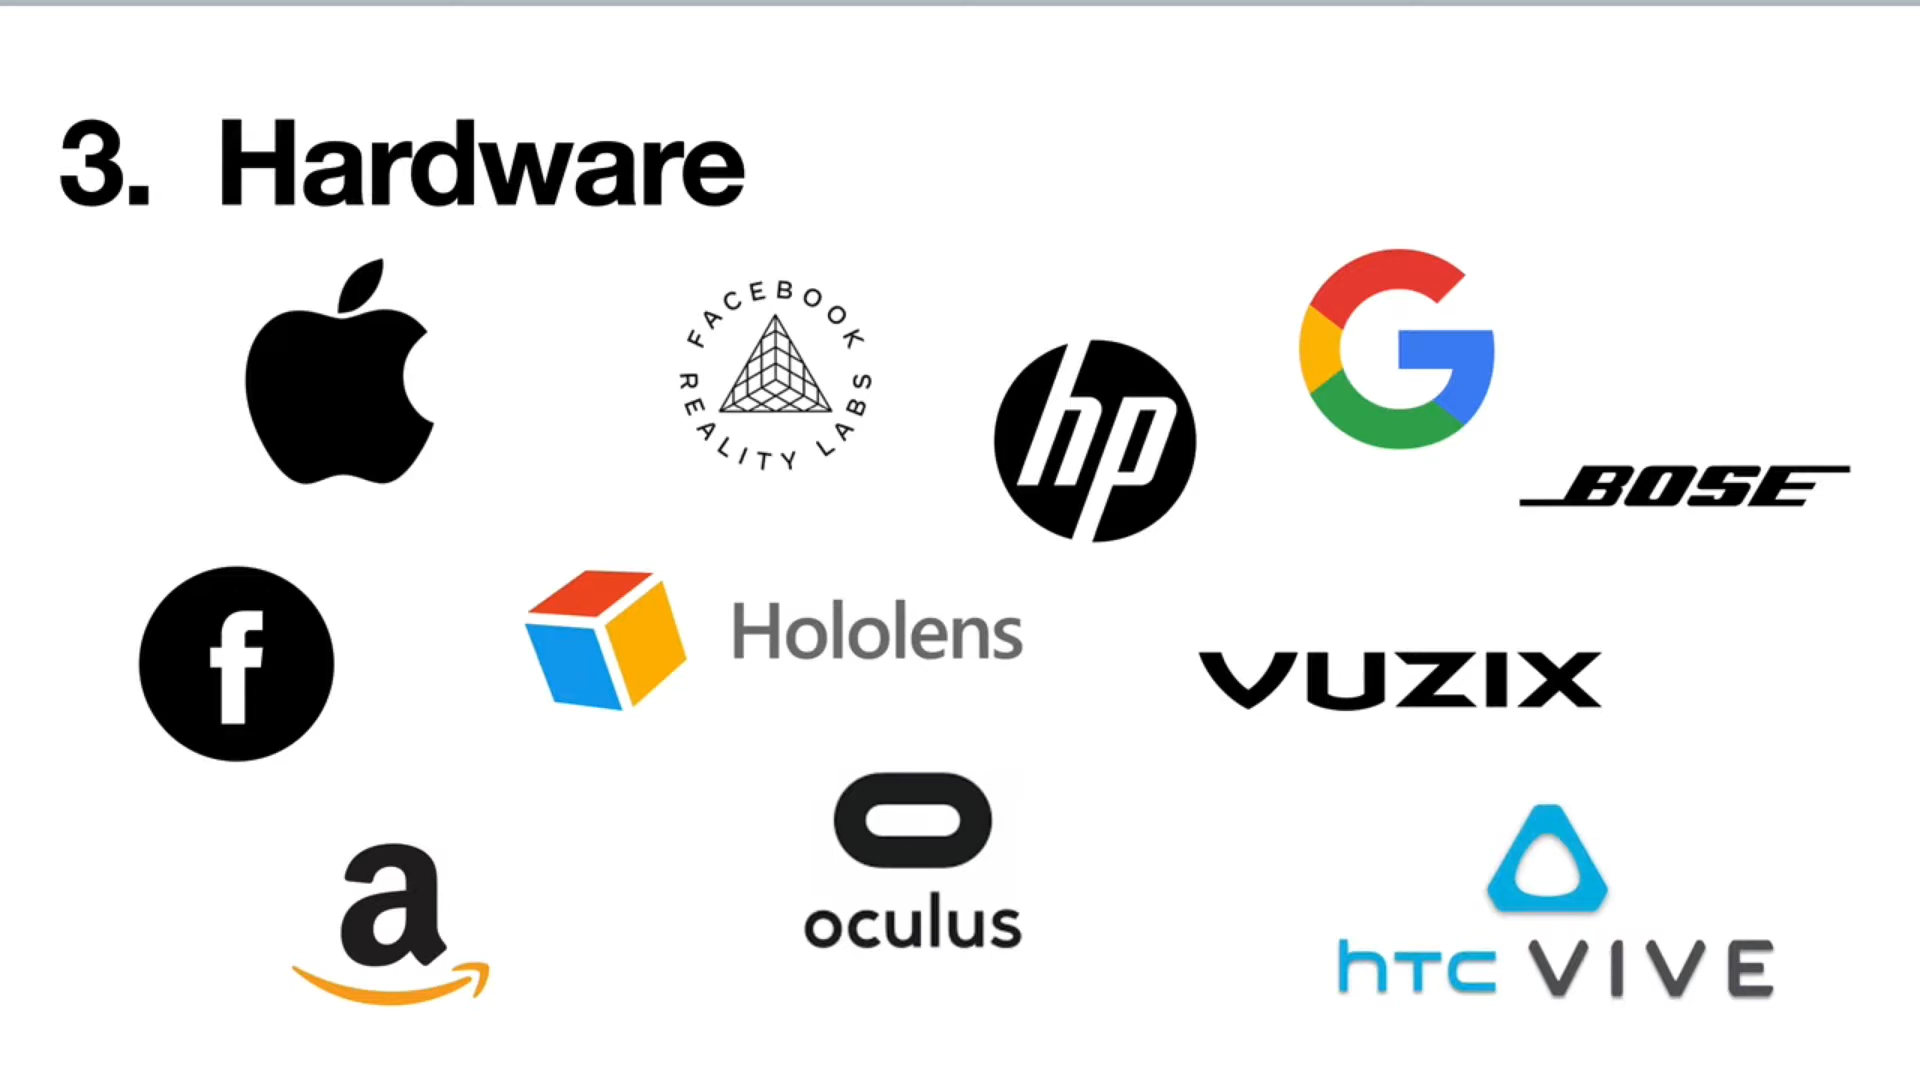 3. Hardware
FACEBOOK REALITY LABS
hp
G
BOSE
f
Hololens
VUZIX
a
oculus
hTC VIVE